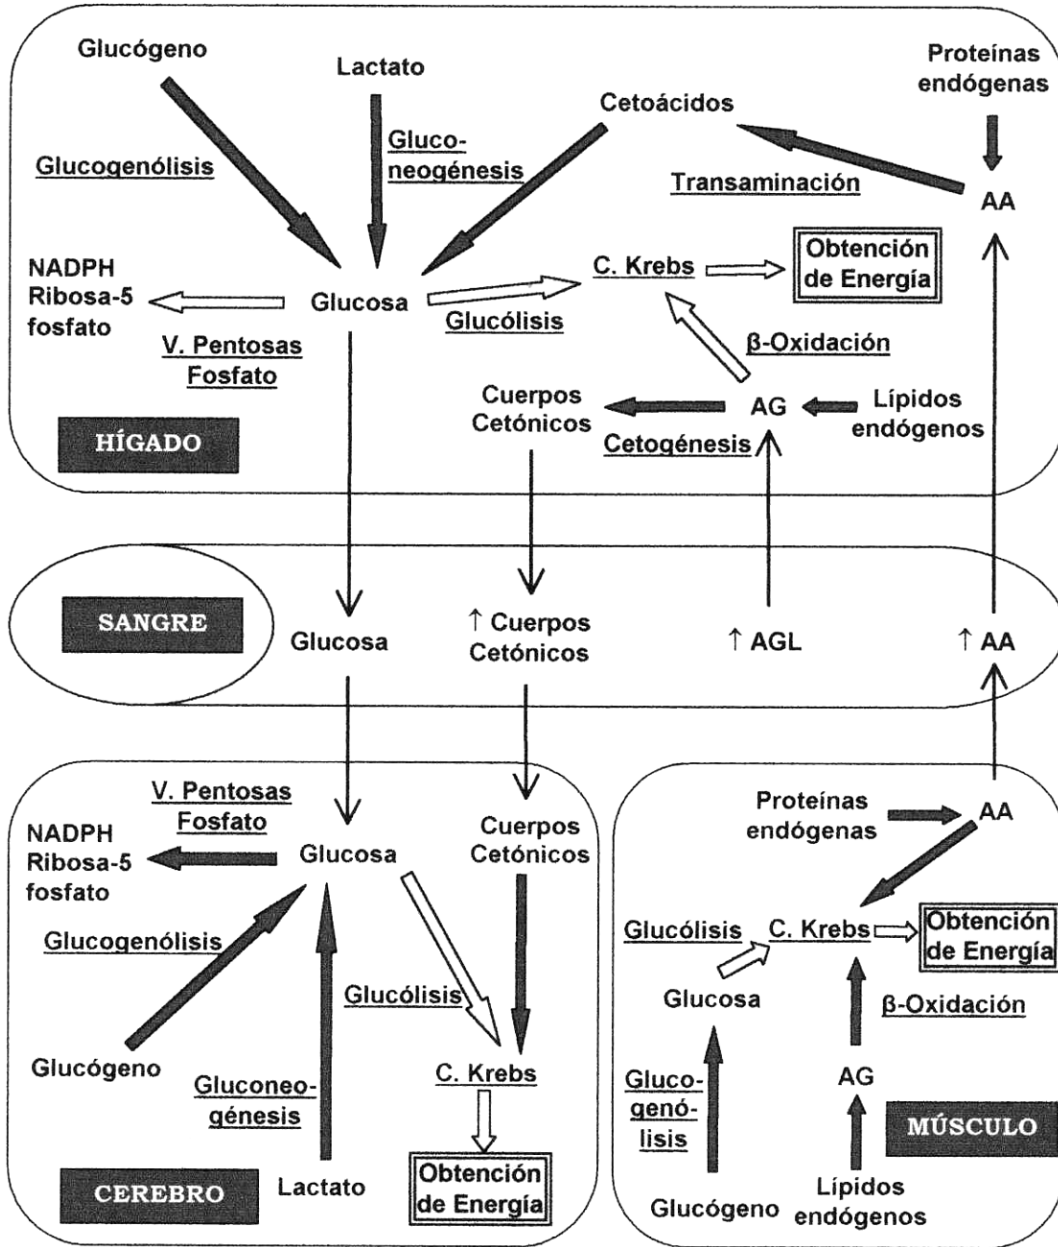 Glucógeno
Lactato
Proteínas
endógenas
Cetoácidos
Gluco-
neogénesis
Glucogenólisis
Transaminación
AA
NADPH
Ribosa-5
fosfato
Glucosa
C. Krebs
Obtención
de Energía
Glucólisis
V. Pentosas
Fosfato
β-Oxidación
Cuerpos
Cetónicos
AG
Lípidos
endógenos
Cetogénesis
HÍGADO
SANGRE
Glucosa
↑ Cuerpos
Cetónicos
↑ AGL
↑ AA
V. Pentosas
Fosfato
NADPH
Ribosa-5
fosfato
Glucosa
Cuerpos
Cetónicos
Glucogenólisis
Glucólisis
Glucógeno
Gluconeo-
génesis
C. Krebs
CEREBRO
Lactato
Obtención
de Energía
Proteínas
endógenas
AA
Glucólisis
C. Krebs
Obtención
de Energía
Glucosa
β-Oxidación
Gluco-
genó-
lisis
AG
MÚSCULO
Glucógeno
Lípidos
endógenos